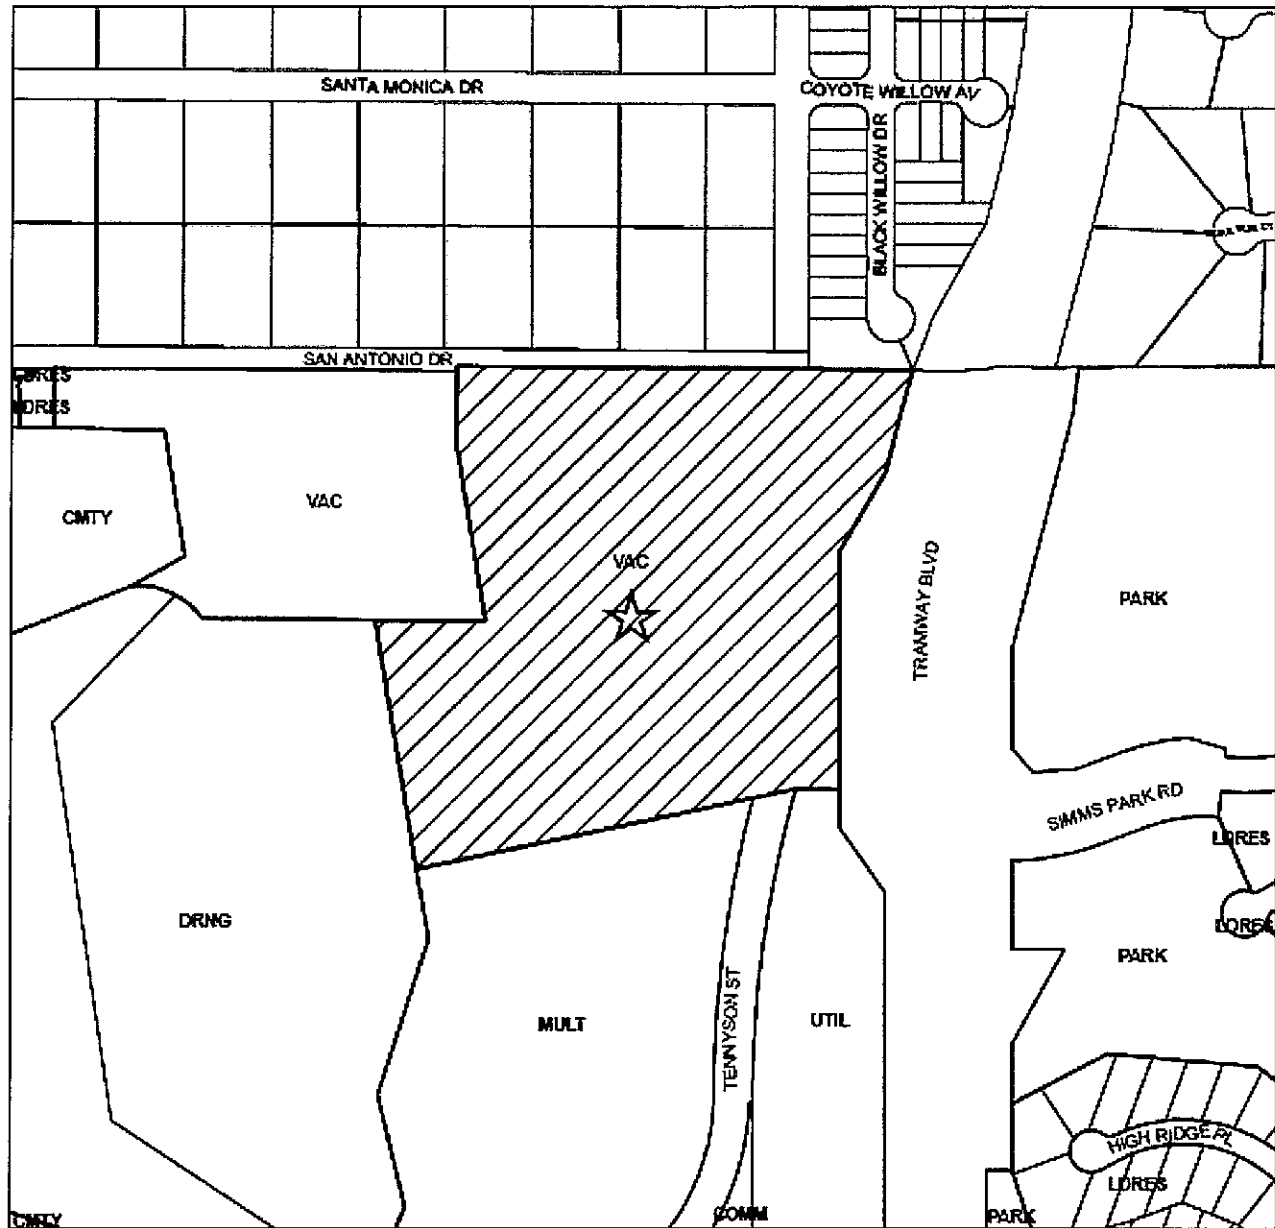 SANTA MONICA DR
COYOTE WILLOW AV
BLACK WILLOW DR
SAN ANTONIO DR
LDRES
LDRES
VAC
CMTY
VAC
TRAMWAY BLVD
PARK
SIMMS PARK RD
LDRES
LDRES
DRNG
PARK
TENNYSON ST
MULT
UTIL
HIGH RIDGE PL
LDRES
CMTY
COMM
PARK